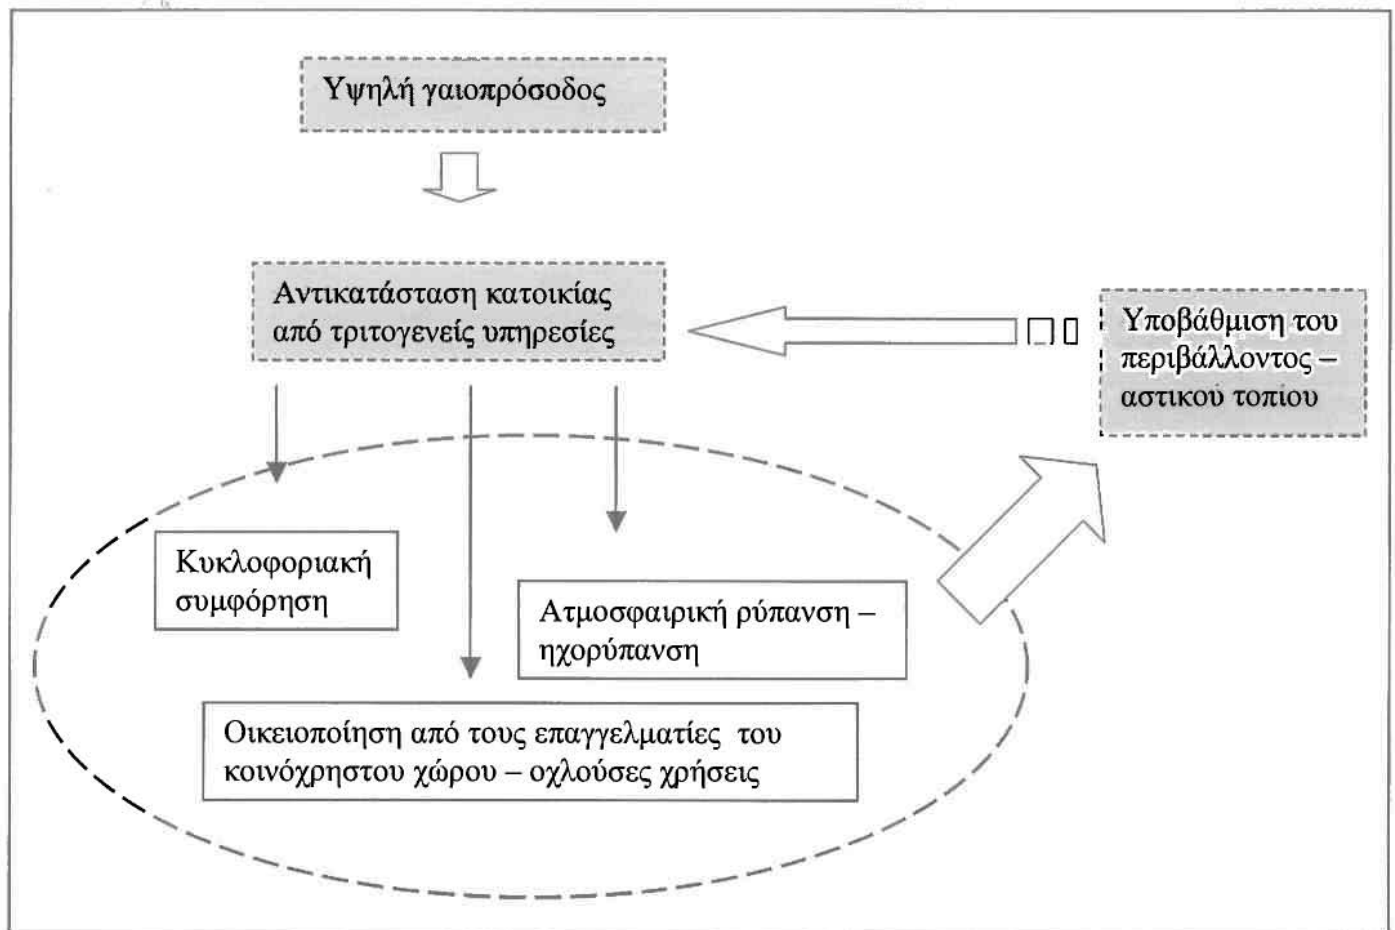 Υψηλή γαιοπρόσοδος
Αντικατάσταση κατοικίας
από τριτογενείς υπηρεσίες
Υποβάθμιση του
περιβάλλοντος –
αστικού τοπίου
Κυκλοφοριακή
συμφόρηση
Ατμοσφαιρική ρύπανση –
ηχορύπανση
Οικειοποίηση από τους επαγγελματίες  του
κοινόχρηστου χώρου – οχλούσες χρήσεις